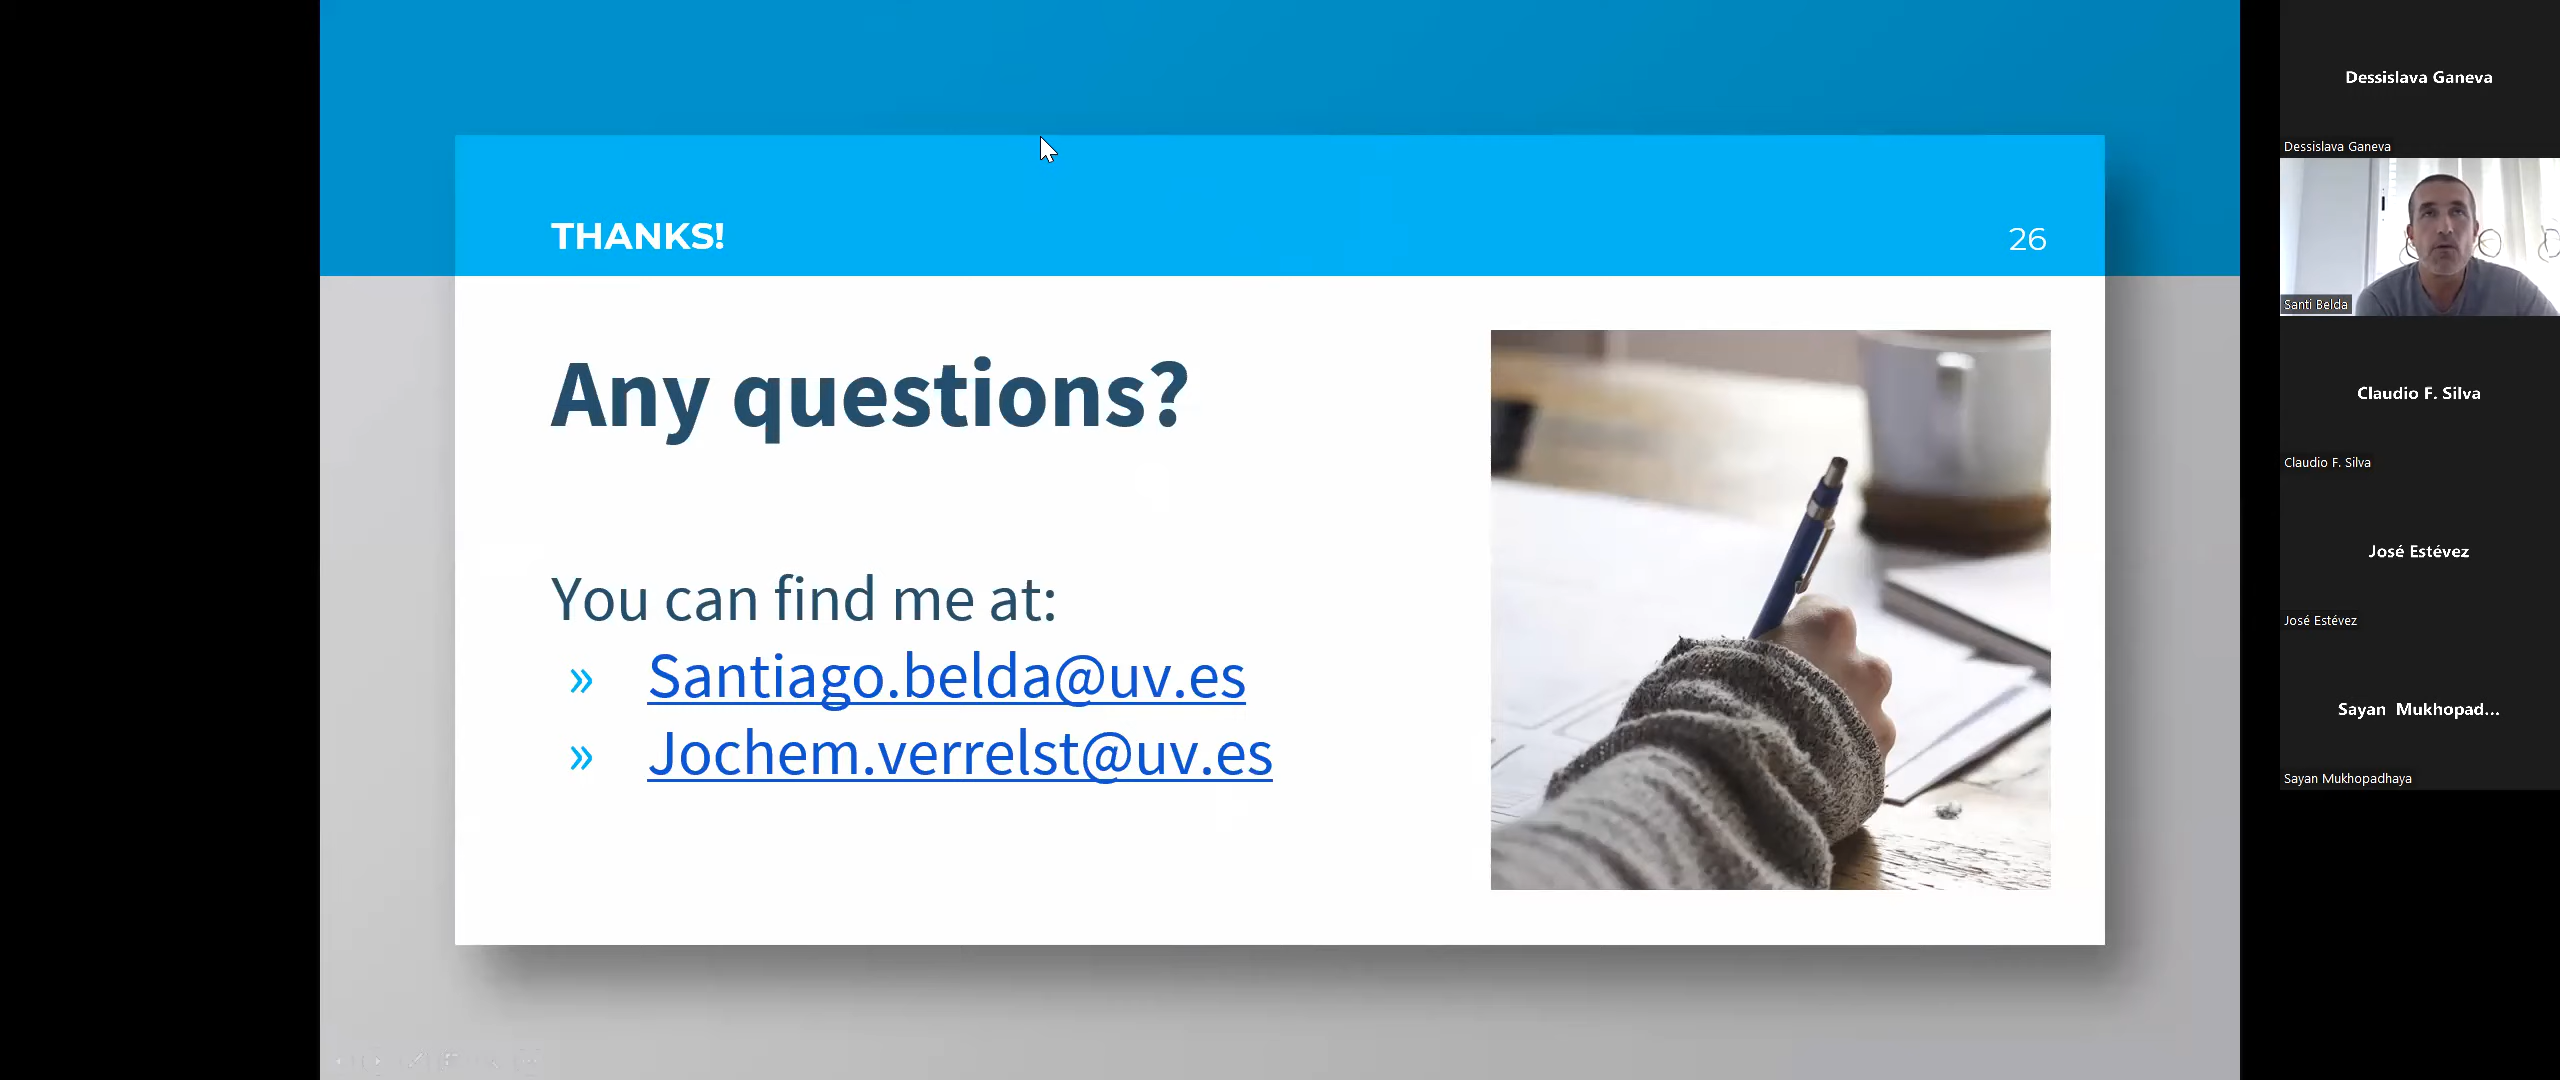 THANKS!
26
Any questions?
You can find me at:
» Santiago.belda@uv.es
» Jochem.verrelst@uv.es
Dessislava Ganeva
Dessislava Ganeva
Santi Belda
Claudio F. Silva
Claudio F. Silva
José Estévez
José Estévez
Sayan Mukhopad...
Sayan Mukhopadhaya